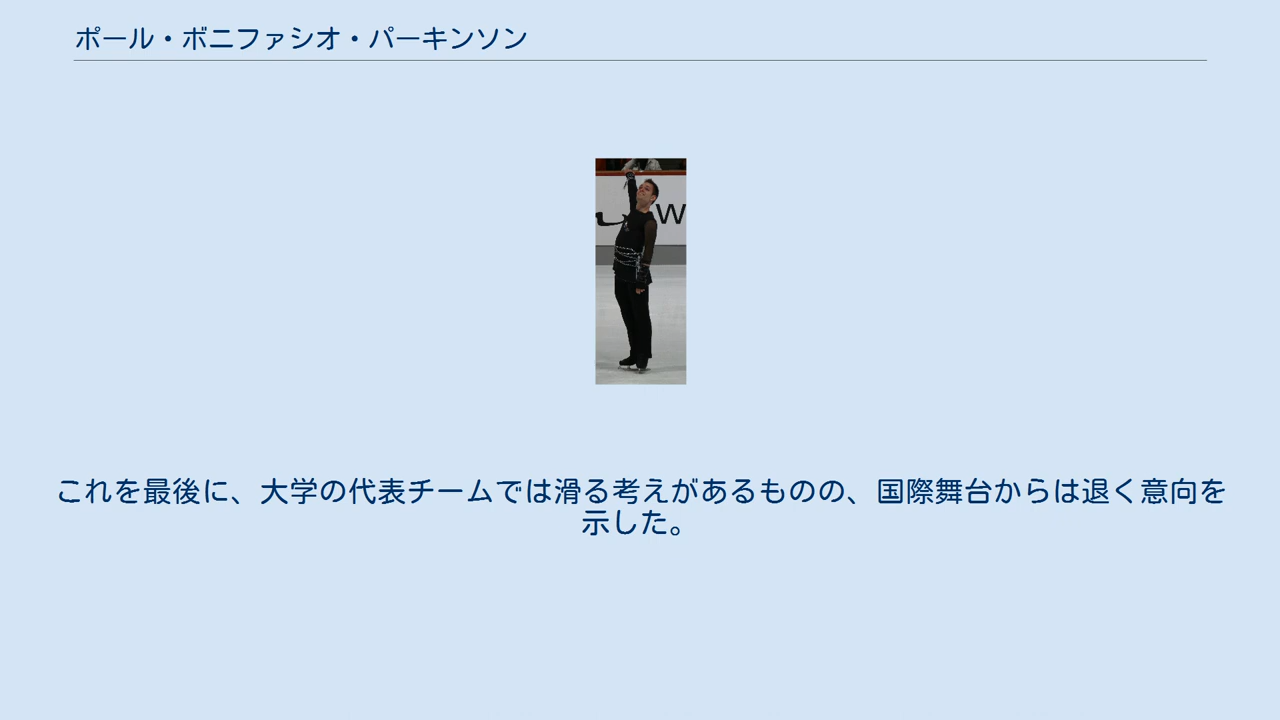 ポール・ボニファシオ・パーキンソン
W
これを最後に、大学の代表チームでは滑る考えがあるものの、国際舞台からは退く意向を
示した。